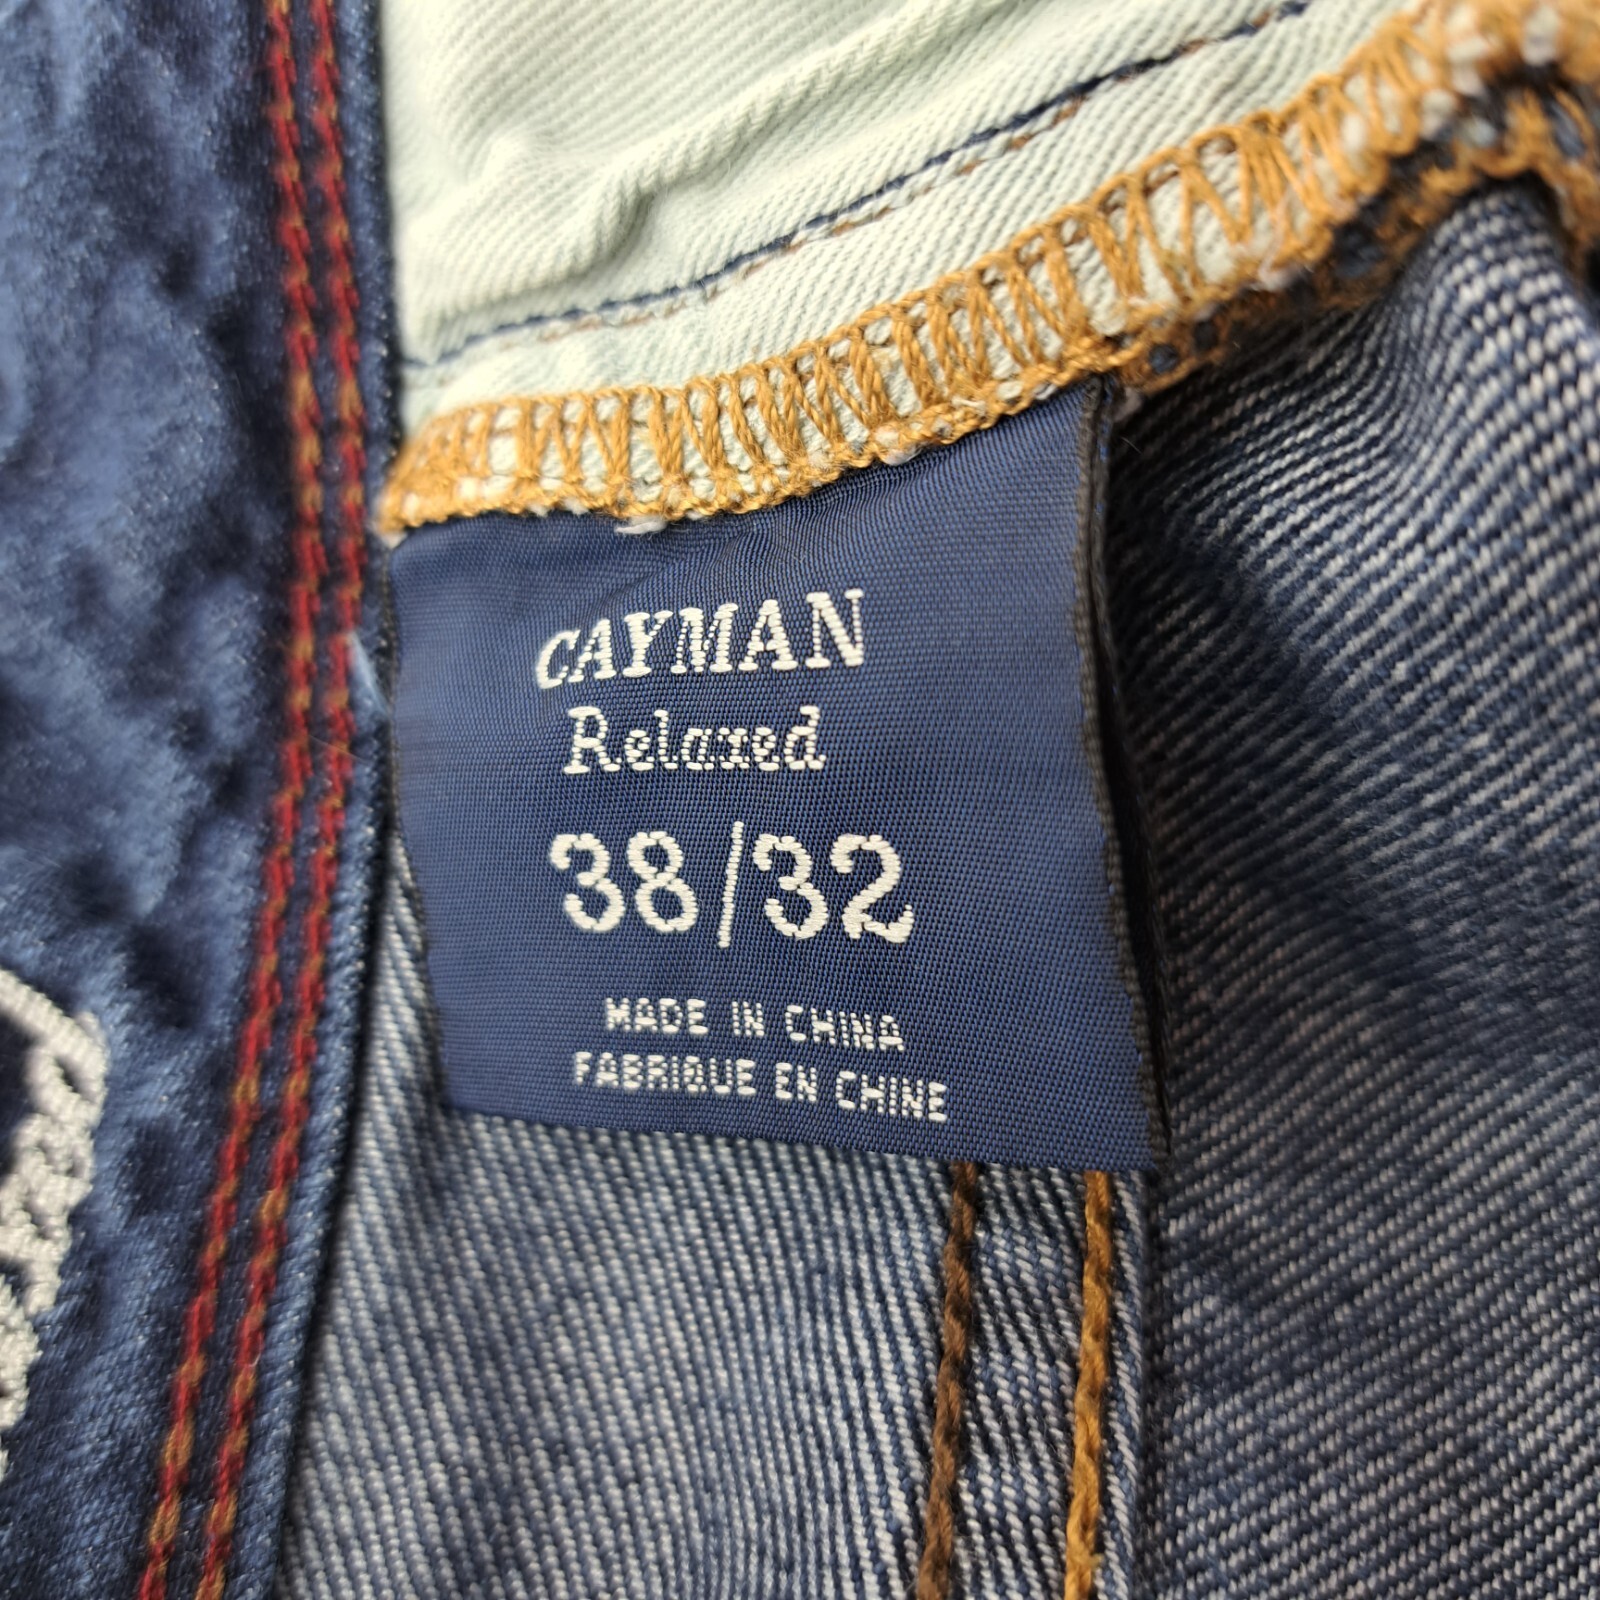 CAYMAN
Relaxed
38/32
MADE IN CHINA
FABRIQUE EN CHINE